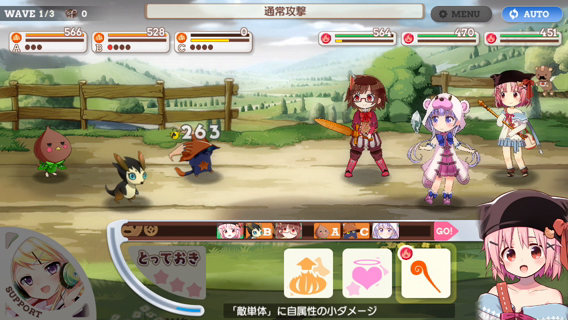 WAVE 1/3 0
通常攻撃
MENU
AUTO
566
A
528
B
0
C
564
470
451
263
B
A
C
GO!
とっておき
SUPPORT
「敵単体」に自属性の小ダメージ